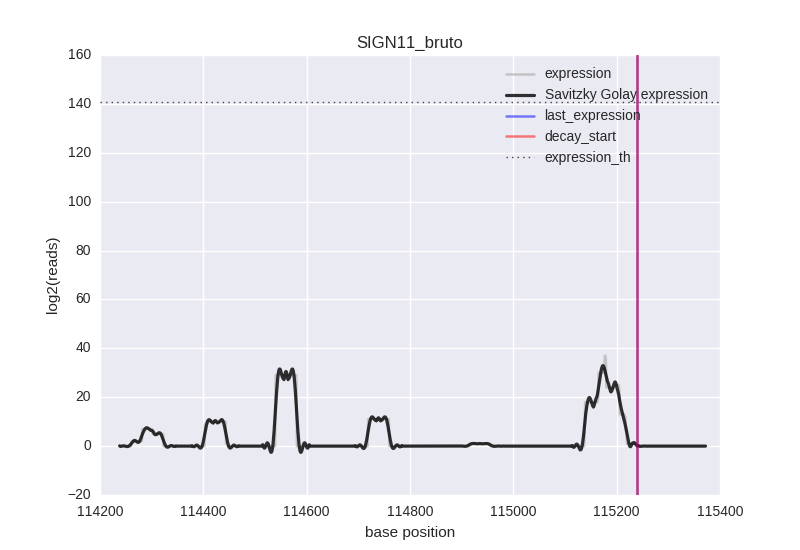 SIGN11_bruto
160
140
120
100
80
60
40
20
0
−20
log2(reads)
expression
Savitzky Golay expression
last_expression
decay_start
expression_th
114200 114400 114600 114800 115000 115200 115400
base position